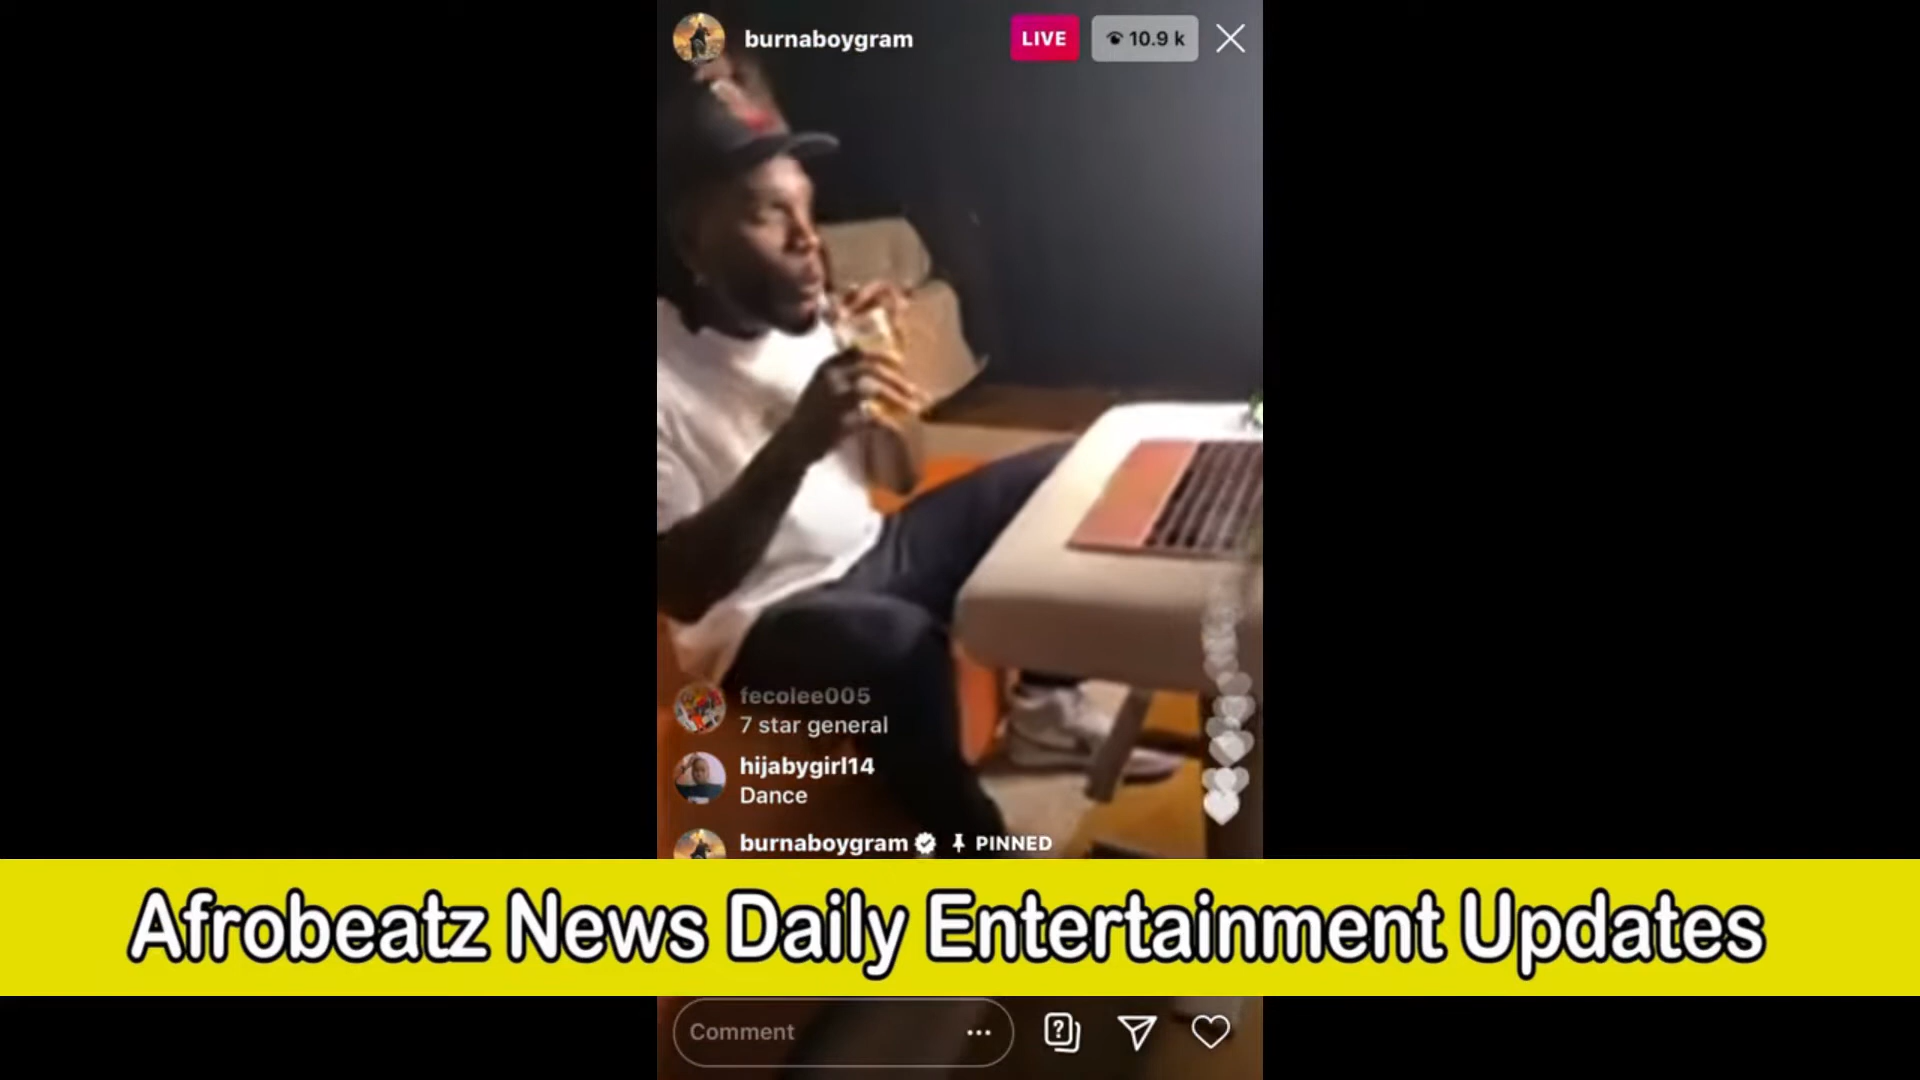 burnaboygram
LIVE
10.9 k
fecolee005
7 star general
hijabygirl14
Dance
burnaboygram PINNED
Afrobeatz News Daily Entertainment Updates
Comment